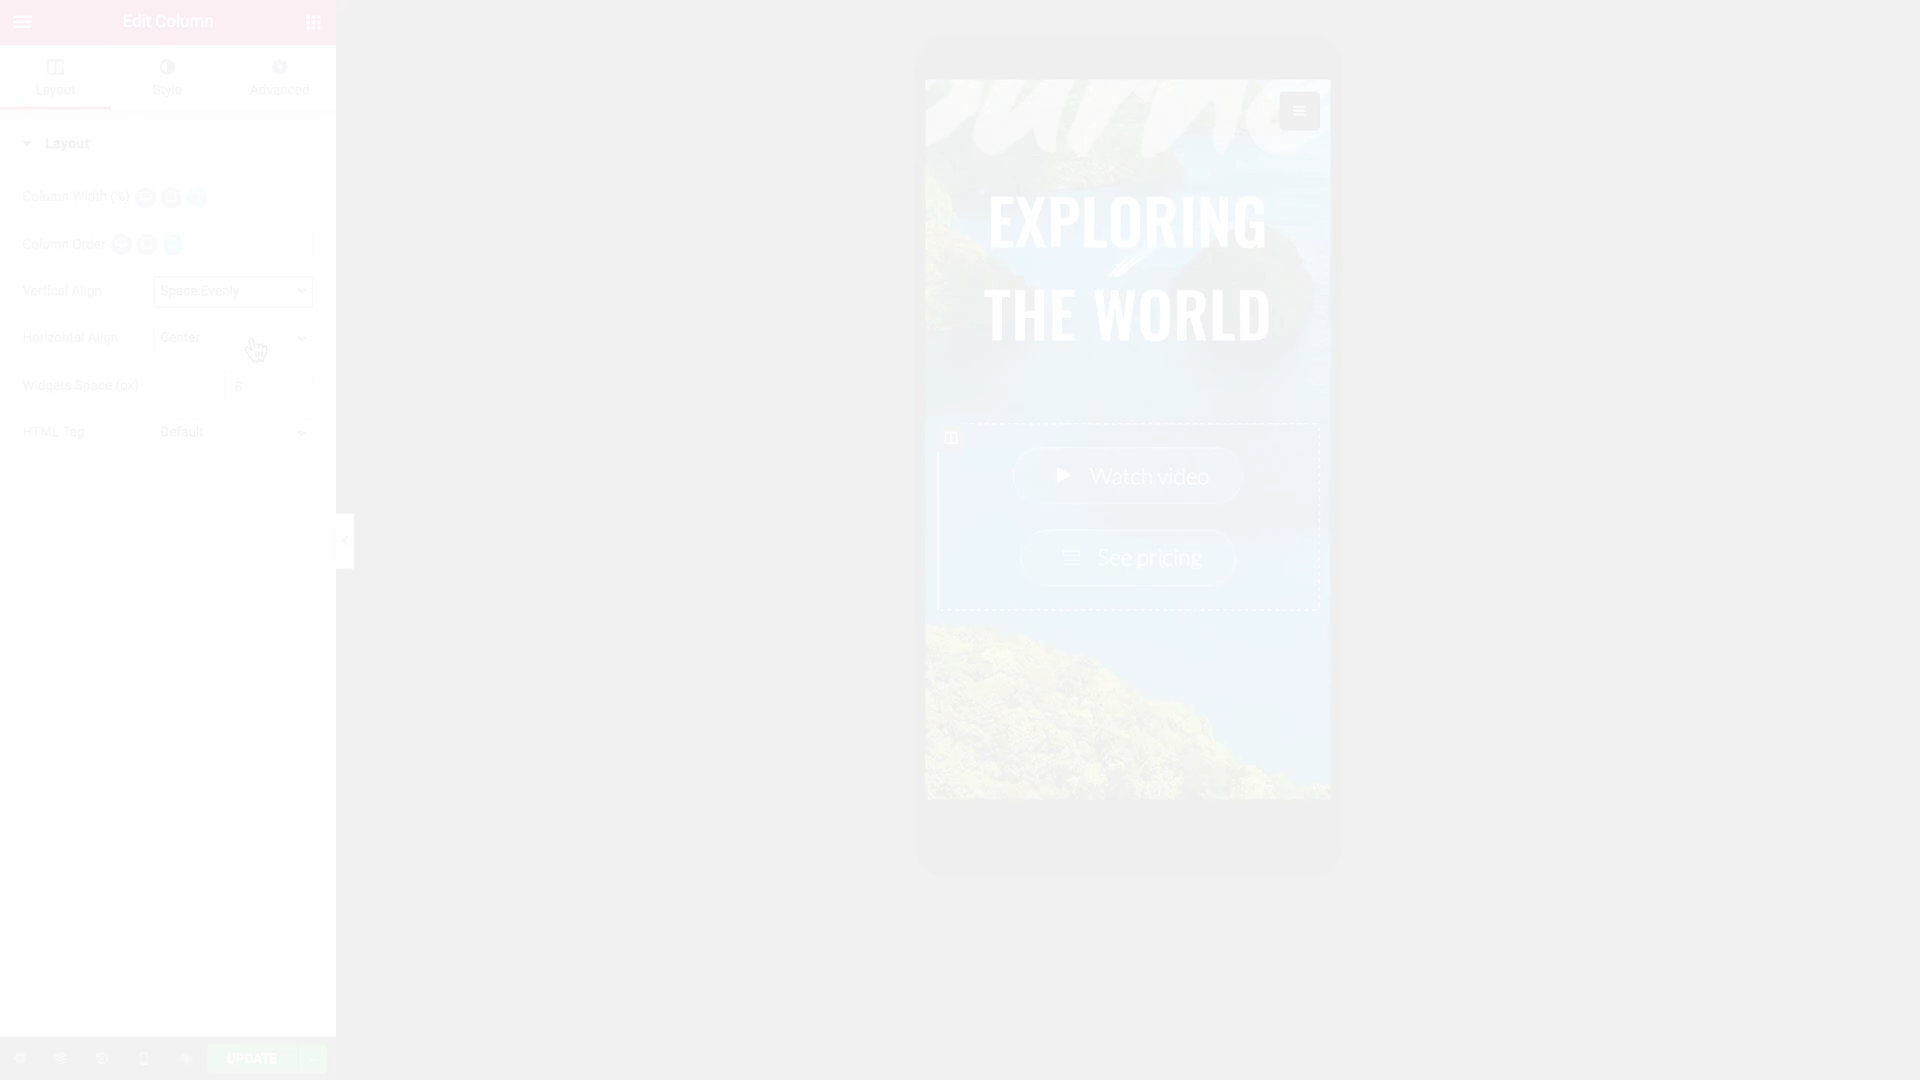 Edit Column
Layout
Style
Advanced
Layout
Column Width (%)
Column Order
Vertical Align
Space Evenly
Horizontal Align
Center
Widgets Space (px)
5
HTML Tag
Default
UPDATE
ourne
EXPLORING
THE WORLD
Watch video
See pricing